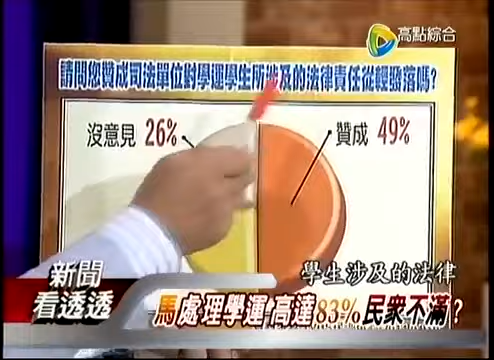 高點綜合
請問您贊成司法單位對學運學生所涉及的法律責任從輕發落嗎?
沒意見 26%
贊成 49%
學生涉及的法律
新聞
看透透
馬處理學運 高達83%民眾不滿?